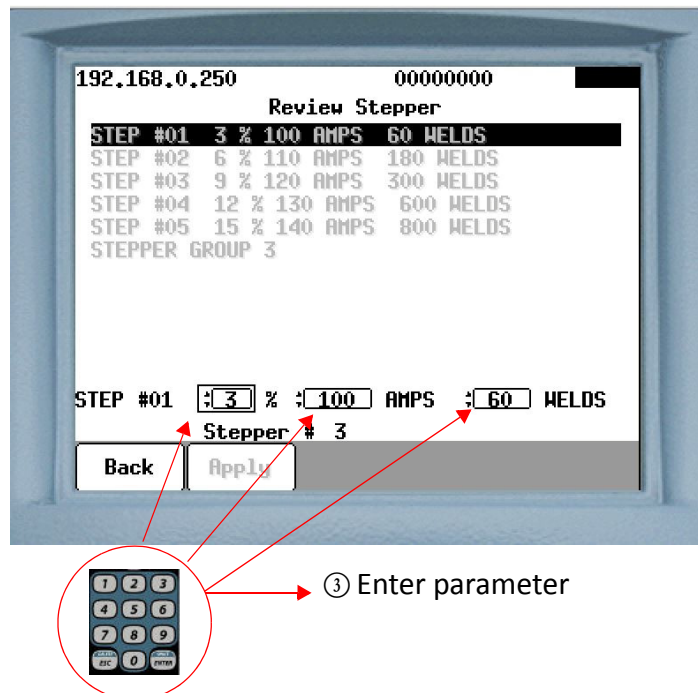 192.168.0.250 00000000
Review Stepper
STEP #01 3 % 100 AMPS 60 WELDS
STEP #02 6 % 110 AMPS 180 WELDS
STEP #03 9 % 120 AMPS 300 WELDS
STEP #04 12 % 130 AMPS 600 WELDS
STEP #05 15 % 140 AMPS 800 WELDS
STEPPER GROUP 3
STEP #01 3 % 100 AMPS 60 WELDS
Stepper # 3
Back Apply
③ Enter parameter
1 2 3
4 5 6
7 8 9
ESC 0 ENTER